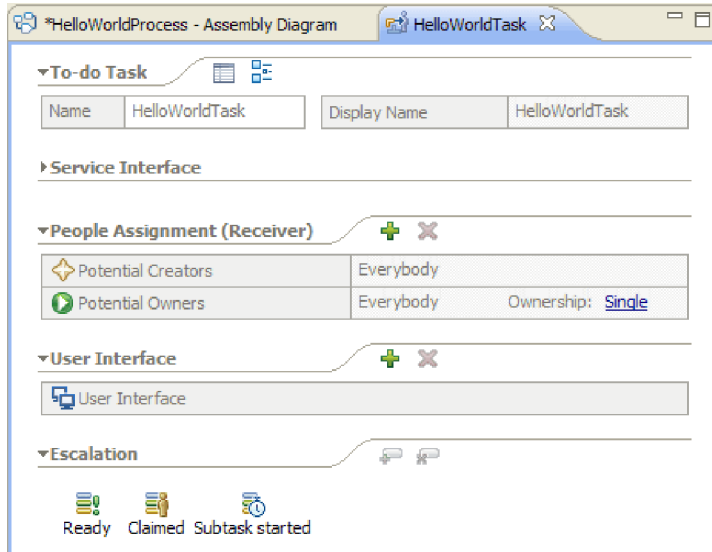 *HelloWorldProcess - Assembly Diagram HelloWorldTask
To-do Task
Name HelloWorldTask Display Name HelloWorldTask
Service Interface
People Assignment (Receiver)
Potential Creators Everybody
Potential Owners Everybody Ownership: Single
User Interface
User Interface
Escalation
Ready Claimed Subtask started